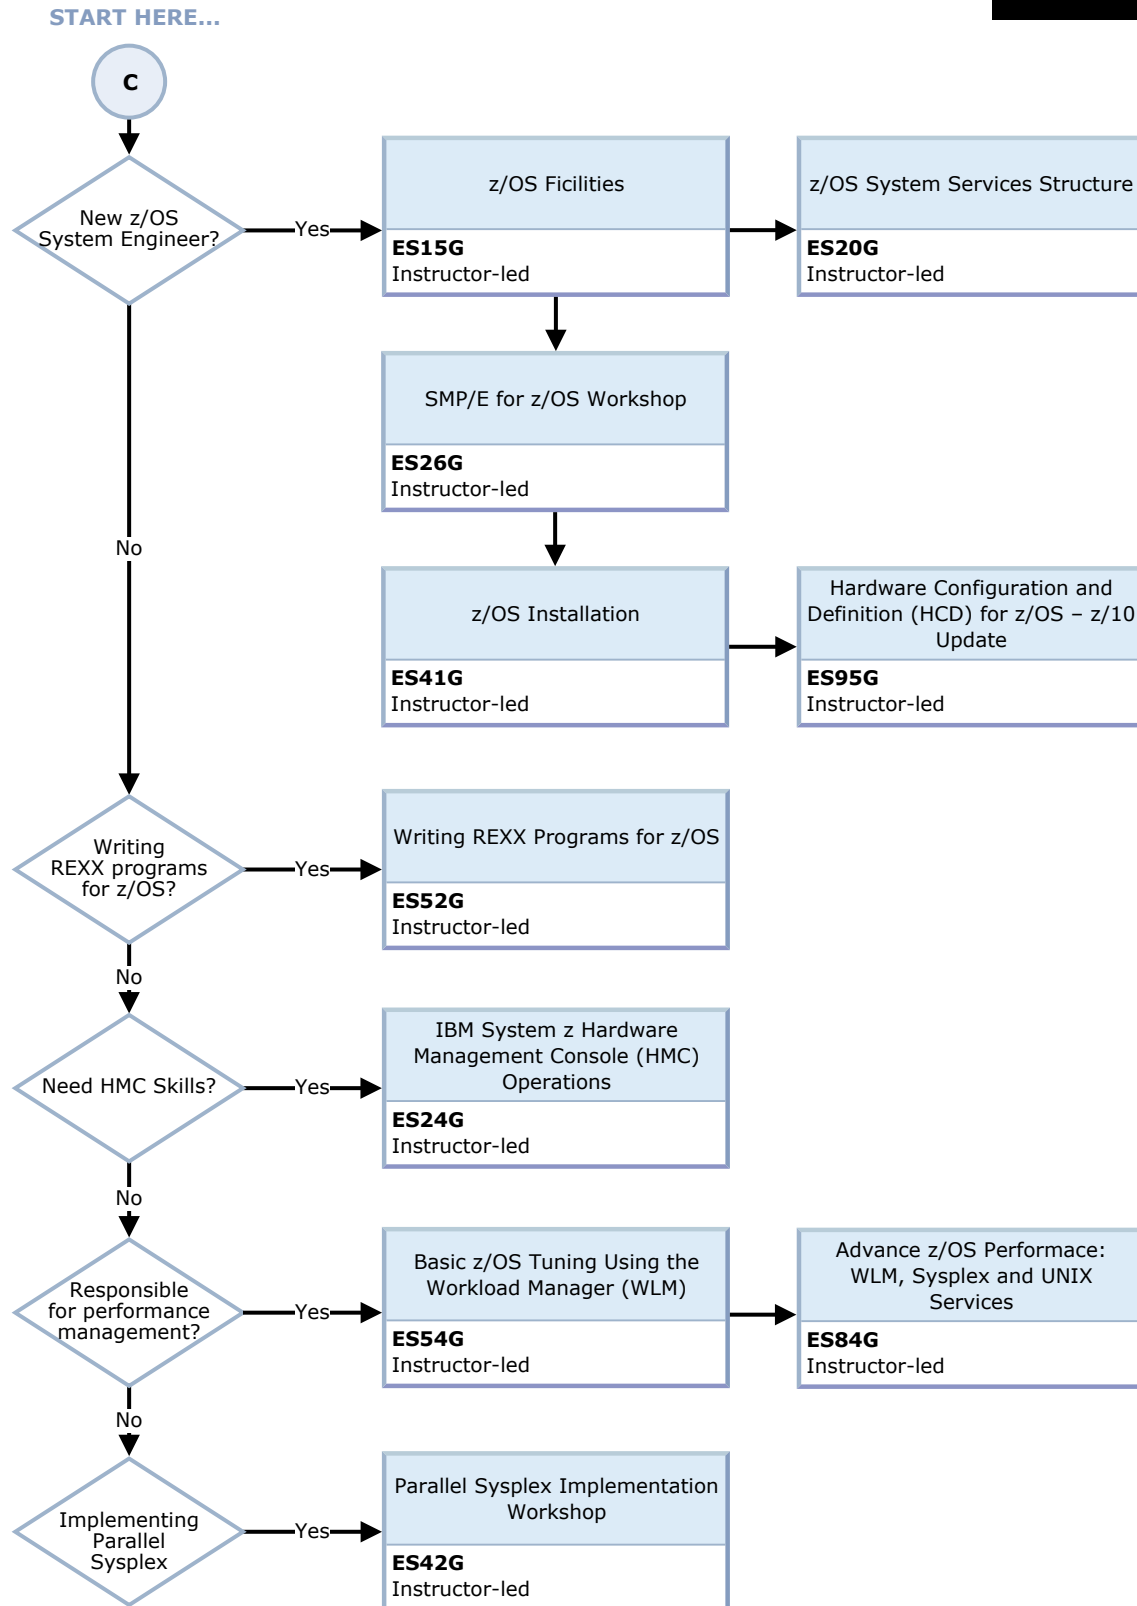 START HERE...
C
New z/OS
System Engineer?
Yes
z/OS Ficilities
ES15G
Instructor-led
z/OS System Services Structure
ES20G
Instructor-led
SMP/E for z/OS Workshop
ES26G
Instructor-led
No
z/OS Installation
ES41G
Instructor-led
Hardware Configuration and
Definition (HCD) for z/OS – z/10
Update
ES95G
Instructor-led
Writing
REXX programs
for z/OS?
Yes
Writing REXX Programs for z/OS
ES52G
Instructor-led
No
Need HMC Skills?
Yes
IBM System z Hardware
Management Console (HMC)
Operations
ES24G
Instructor-led
No
Responsible
for performance
management?
Yes
Basic z/OS Tuning Using the
Workload Manager (WLM)
ES54G
Instructor-led
Advance z/OS Performace:
WLM, Sysplex and UNIX
Services
ES84G
Instructor-led
No
Implementing
Parallel
Sysplex
Yes
Parallel Sysplex Implementation
Workshop
ES42G
Instructor-led